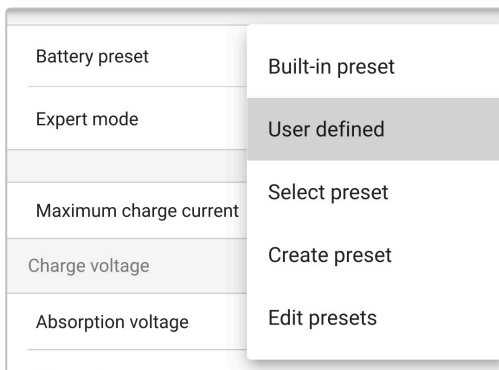 Battery preset
Expert mode
Maximum charge current
Charge voltage
Absorption voltage
Built-in preset
User defined
Select preset
Create preset
Edit presets